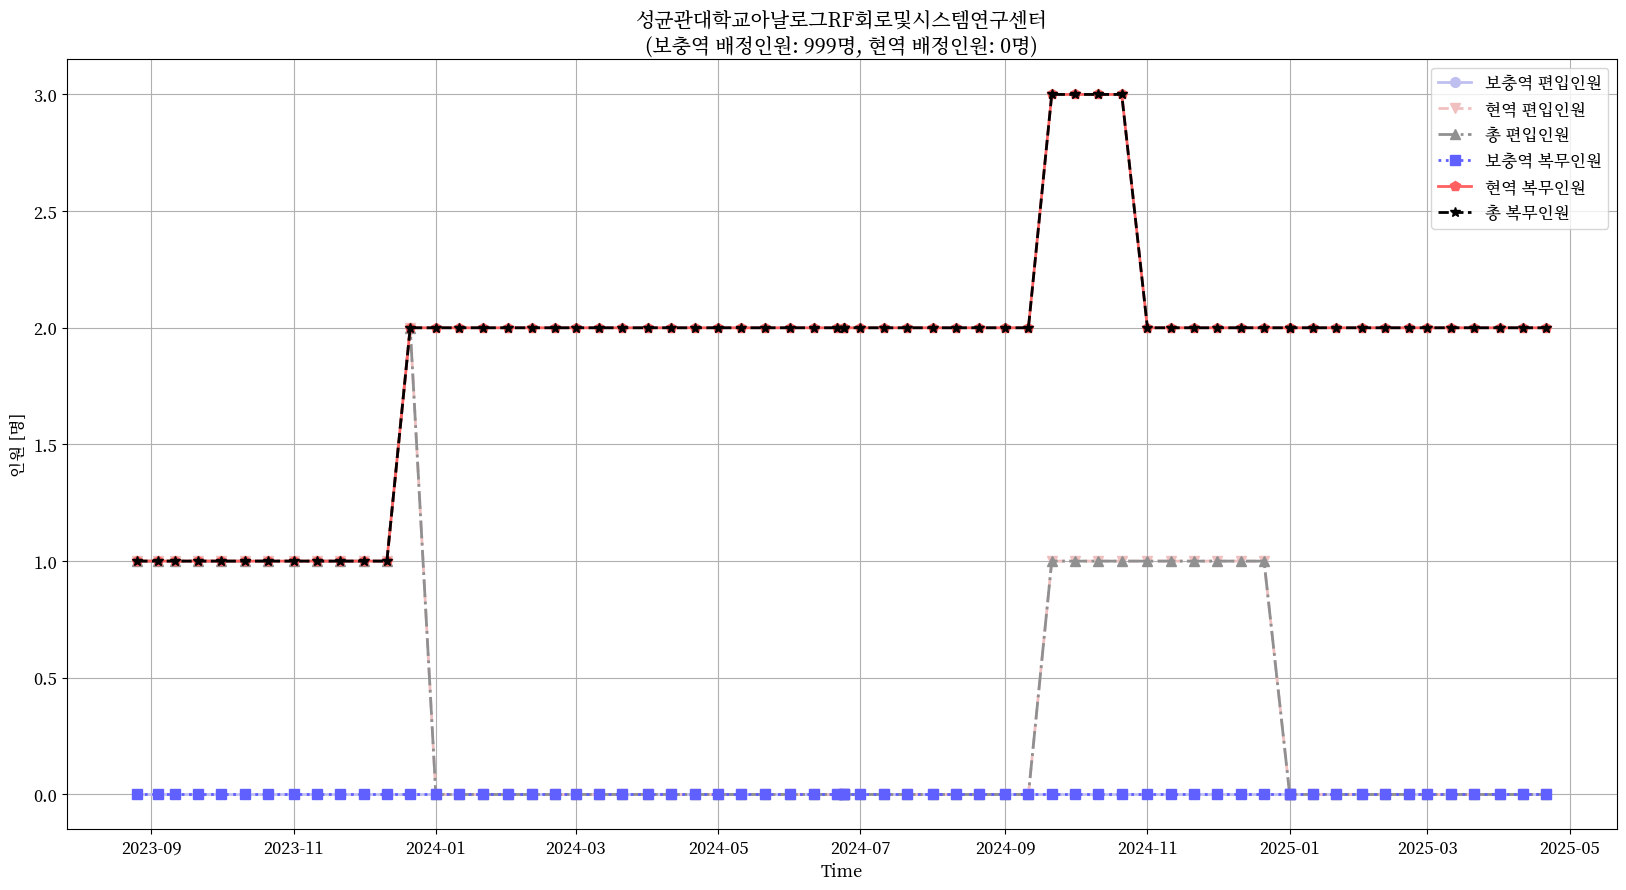 성균관대학교아날로그RF회로및시스템연구센터
(보충역 배정인원: 999명, 현역 배정인원: 0명)
보충역 편입인원
현역 편입인원
총 편입인원
보충역 복무인원
현역 복무인원
총 복무인원
인원 [명]
3.0
2.5
2.0
1.5
1.0
0.5
0.0
2023-09
2023-11
2024-01
2024-03
2024-05
2024-07
2024-09
2024-11
2025-01
2025-03
2025-05
Time